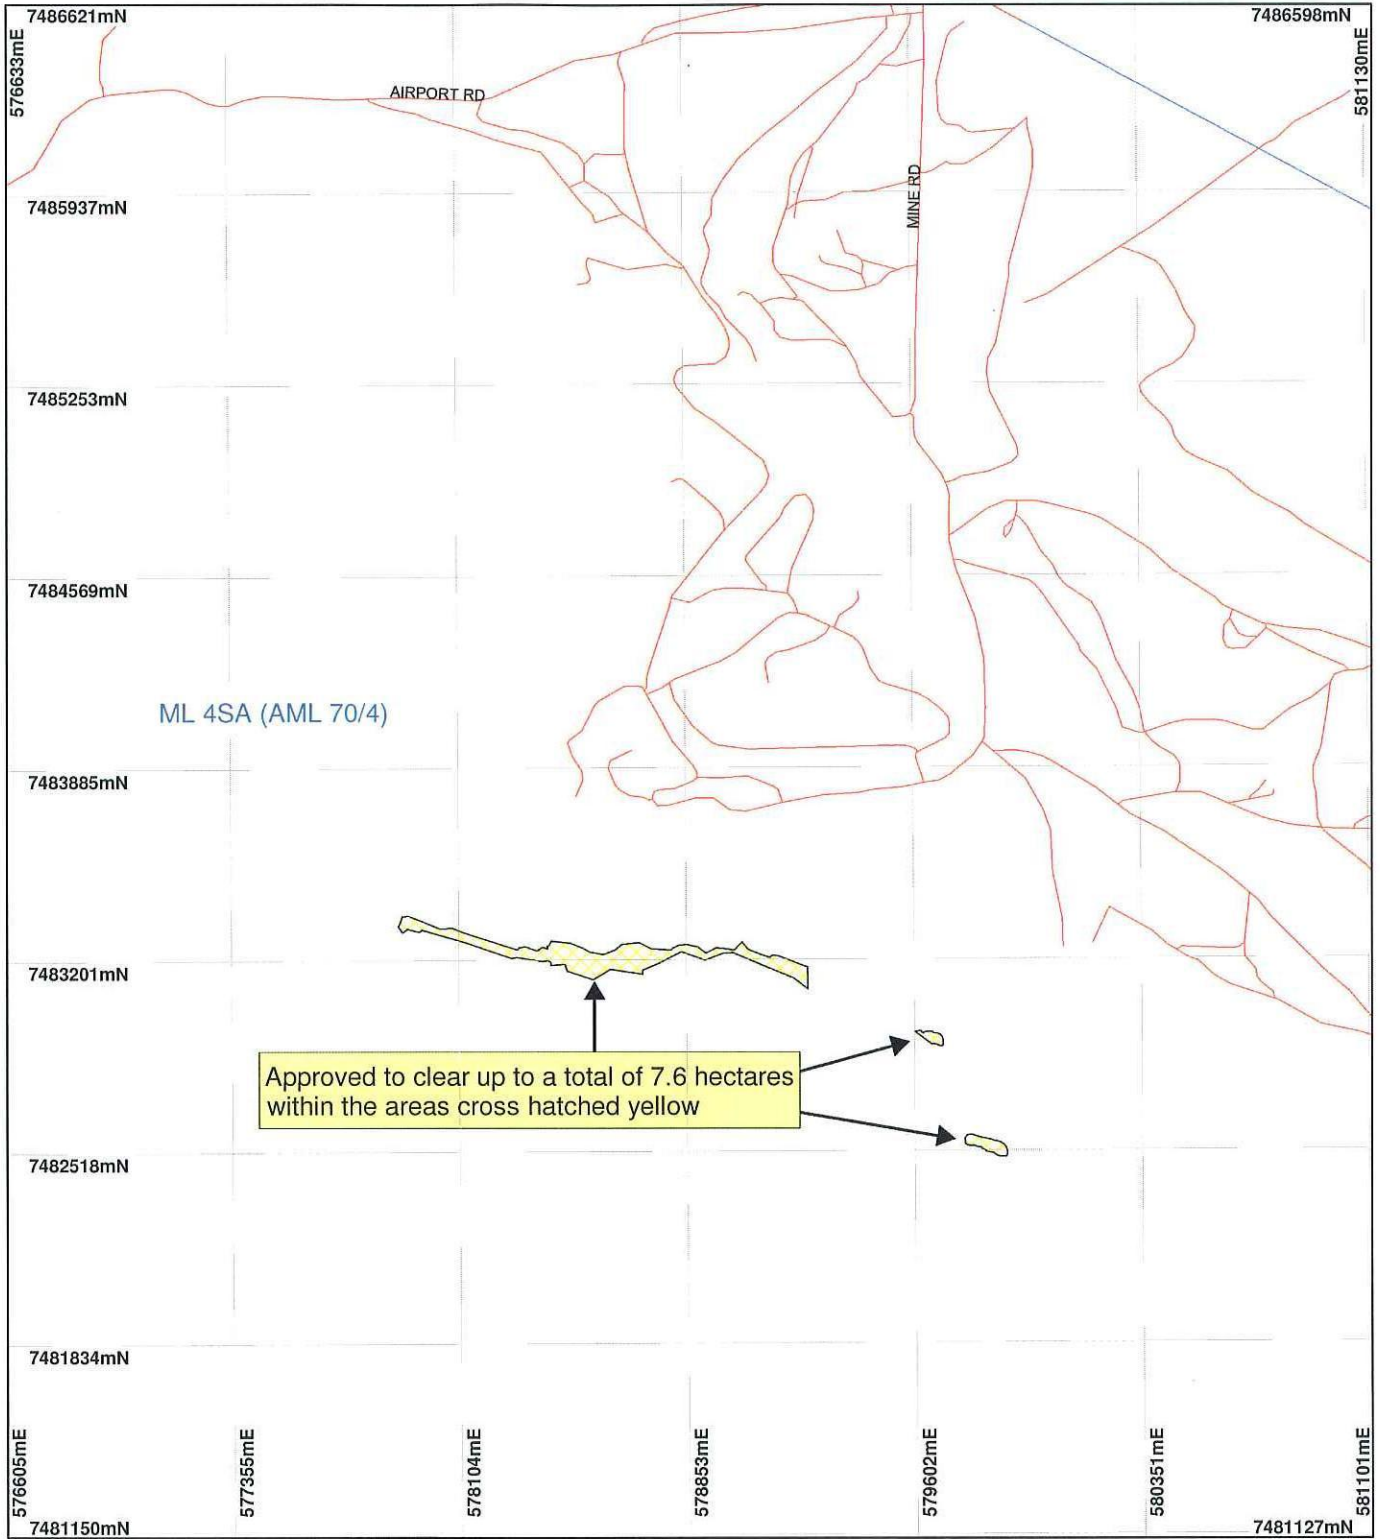 7486621mN
7486598mN
576633mE
581130mE
AIRPORT RD
MINE RD
7485937mN
7485253mN
7484569mN
ML 4SA (AML 70/4)
7483885mN
7483201mN
Approved to clear up to a total of 7.6 hectares
within the areas cross hatched yellow
7482518mN
7481834mN
576605mE
577355mE
578104mE
578853mE
579602mE
580351mE
581101mE
7481150mN
7481127mN